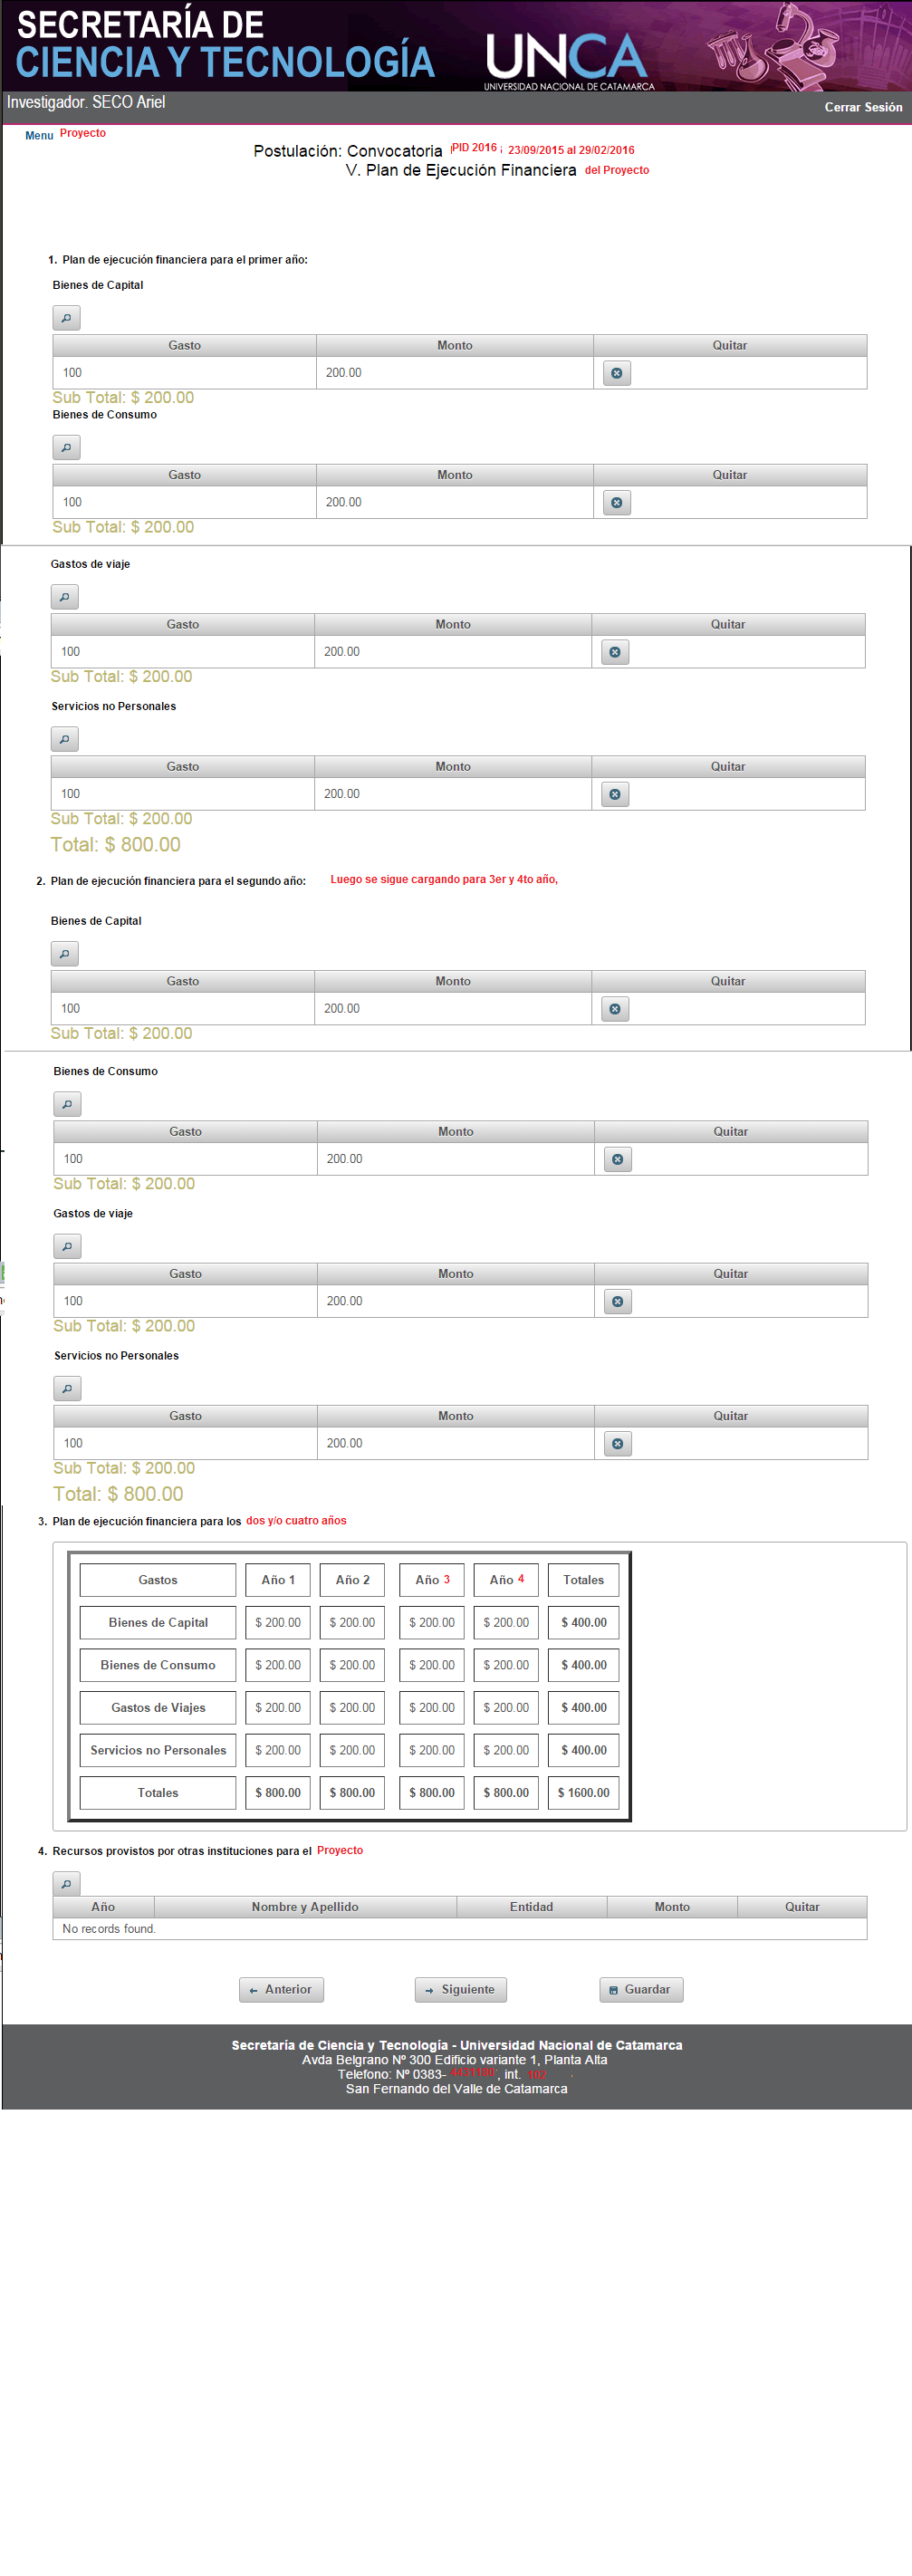 SECRETARÍA DE
CIENCIA Y TECNOLOGÍA
UNCA
UNIVERSIDAD NACIONAL DE CATAMARCA
Investigador. SECO Ariel
Cerrar Sesión
Menu Proyecto
Postulación: Convocatoria PID 2016 ; 23/09/2015 al 29/02/2016
V. Plan de Ejecución Financiera del Proyecto
1. Plan de ejecución financiera para el primer año:
Bienes de Capital
Gasto Monto Quitar
100 200.00
Sub Total: $ 200.00
Bienes de Consumo
Gasto Monto Quitar
100 200.00
Sub Total: $ 200.00
Gastos de viaje
Gasto Monto Quitar
100 200.00
Sub Total: $ 200.00
Servicios no Personales
Gasto Monto Quitar
100 200.00
Sub Total: $ 200.00
Total: $ 800.00
2. Plan de ejecución financiera para el segundo año: Luego se sigue cargando para 3er y 4to año,
Bienes de Capital
Gasto Monto Quitar
100 200.00
Sub Total: $ 200.00
Bienes de Consumo
Gasto Monto Quitar
100 200.00
Sub Total: $ 200.00
Gastos de viaje
Gasto Monto Quitar
100 200.00
Sub Total: $ 200.00
Servicios no Personales
Gasto Monto Quitar
100 200.00
Sub Total: $ 200.00
Total: $ 800.00
3. Plan de ejecución financiera para los dos y/o cuatro años
Gastos Año 1 Año 2 Año 3 Año 4 Totales
Bienes de Capital $ 200.00 $ 200.00 $ 200.00 $ 200.00 $ 400.00
Bienes de Consumo $ 200.00 $ 200.00 $ 200.00 $ 200.00 $ 400.00
Gastos de Viajes $ 200.00 $ 200.00 $ 200.00 $ 200.00 $ 400.00
Servicios no Personales $ 200.00 $ 200.00 $ 200.00 $ 200.00 $ 400.00
Totales $ 800.00 $ 800.00 $ 800.00 $ 800.00 $ 1600.00
4. Recursos provistos por otras instituciones para el Proyecto
Año Nombre y Apellido Entidad Monto Quitar
No records found.
Anterior Siguiente Guardar
Secretaría de Ciencia y Tecnología - Universidad Nacional de Catamarca
Avda Belgrano Nº 300 Edificio variante 1, Planta Alta
Telefono: Nº 0383- , int. 102
San Fernando del Valle de Catamarca